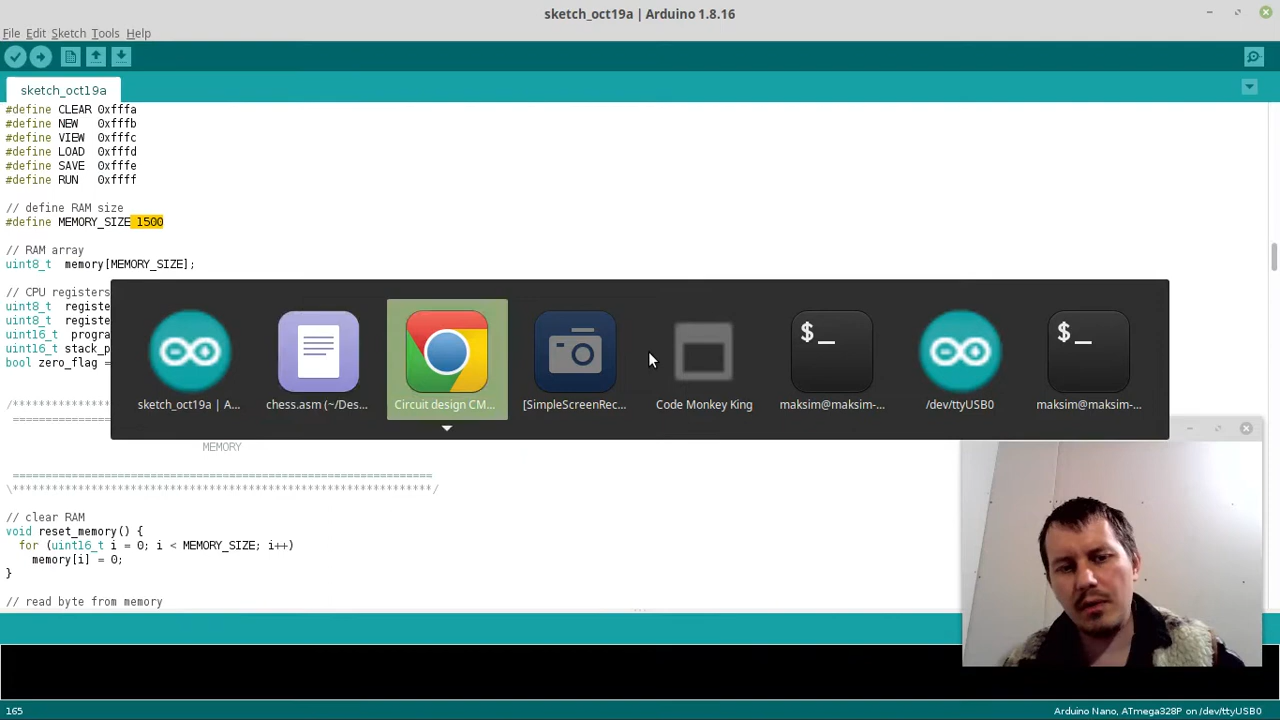 sketch_oct19a | Arduino 1.8.16
File Edit Sketch Tools Help
sketch_oct19a
#define CLEAR 0xfffa
#define NEW 0xfffb
#define VIEW 0xfffc
#define LOAD 0xfffd
#define SAVE 0xfffe
#define RUN 0xffff
// define RAM size
#define MEMORY_SIZE 1500
// RAM array
uint8_t memory[MEMORY_SIZE];
// CPU registers
uint8_t registe
uint8_t registe
uint16_t progra
uint16_t stack_p
bool zero_flag =
$_
$_
sketch_oct19a | A...
chess.asm (~/Des...
Circuit design CM...
[SimpleScreenRec...
Code Monkey King
maksim@maksim-...
/dev/ttyUSB0
maksim@maksim-...
MEMORY
================================================================
\***************************************************************/
// clear RAM
void reset_memory() {
for (uint16_t i = 0; i < MEMORY_SIZE; i++)
memory[i] = 0;
}
// read byte from memory
165
Arduino Nano, ATmega328P on /dev/ttyUSB0